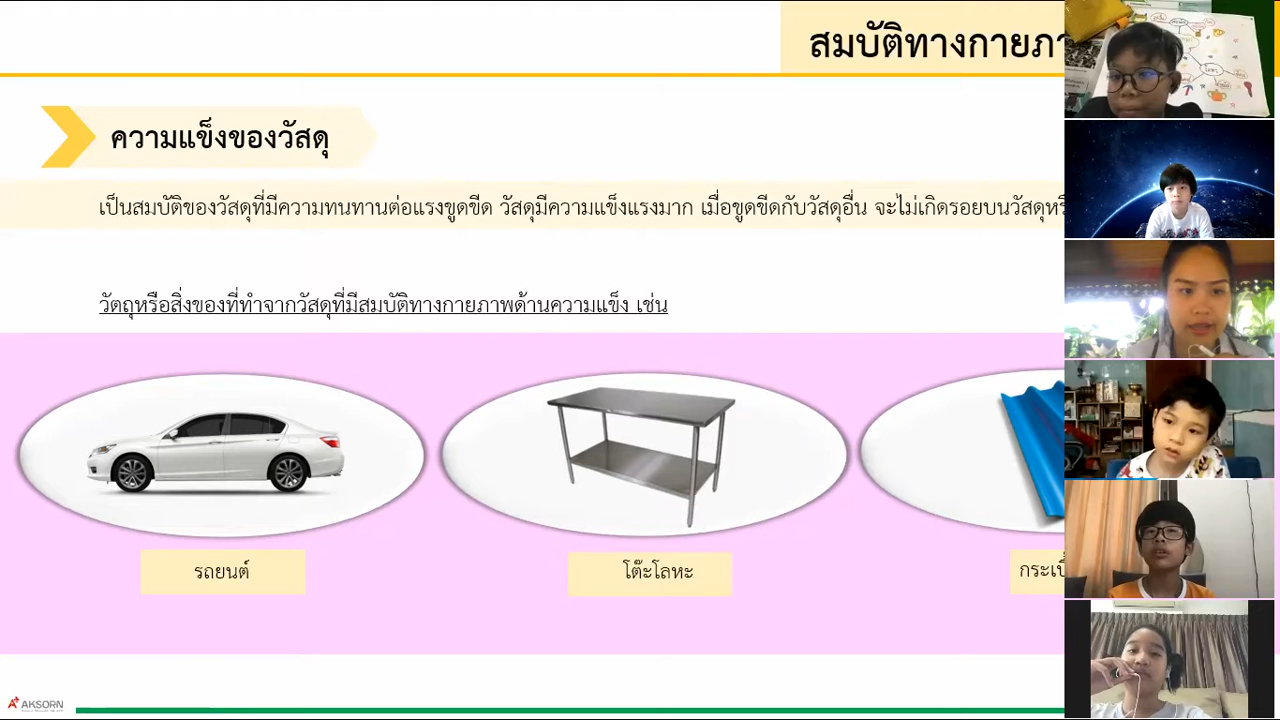 สมบัติทางกายภา
ความแข็งของวัสดุ
เป็นสมบัติของวัสดุที่มีความทนทานต่อแรงขูดขีด วัสดุมีความแข็งแรงมาก เมื่อขูดขีดกับวัสดุอื่น จะไม่เกิดรอยบนวัสดุหรื
วัตถุหรือสิ่งของที่ทำจากวัสดุที่มีสมบัติทางกายภาพด้านความแข็ง เช่น
รถยนต์
โต๊ะโลหะ
กระเบื้
AKSORN